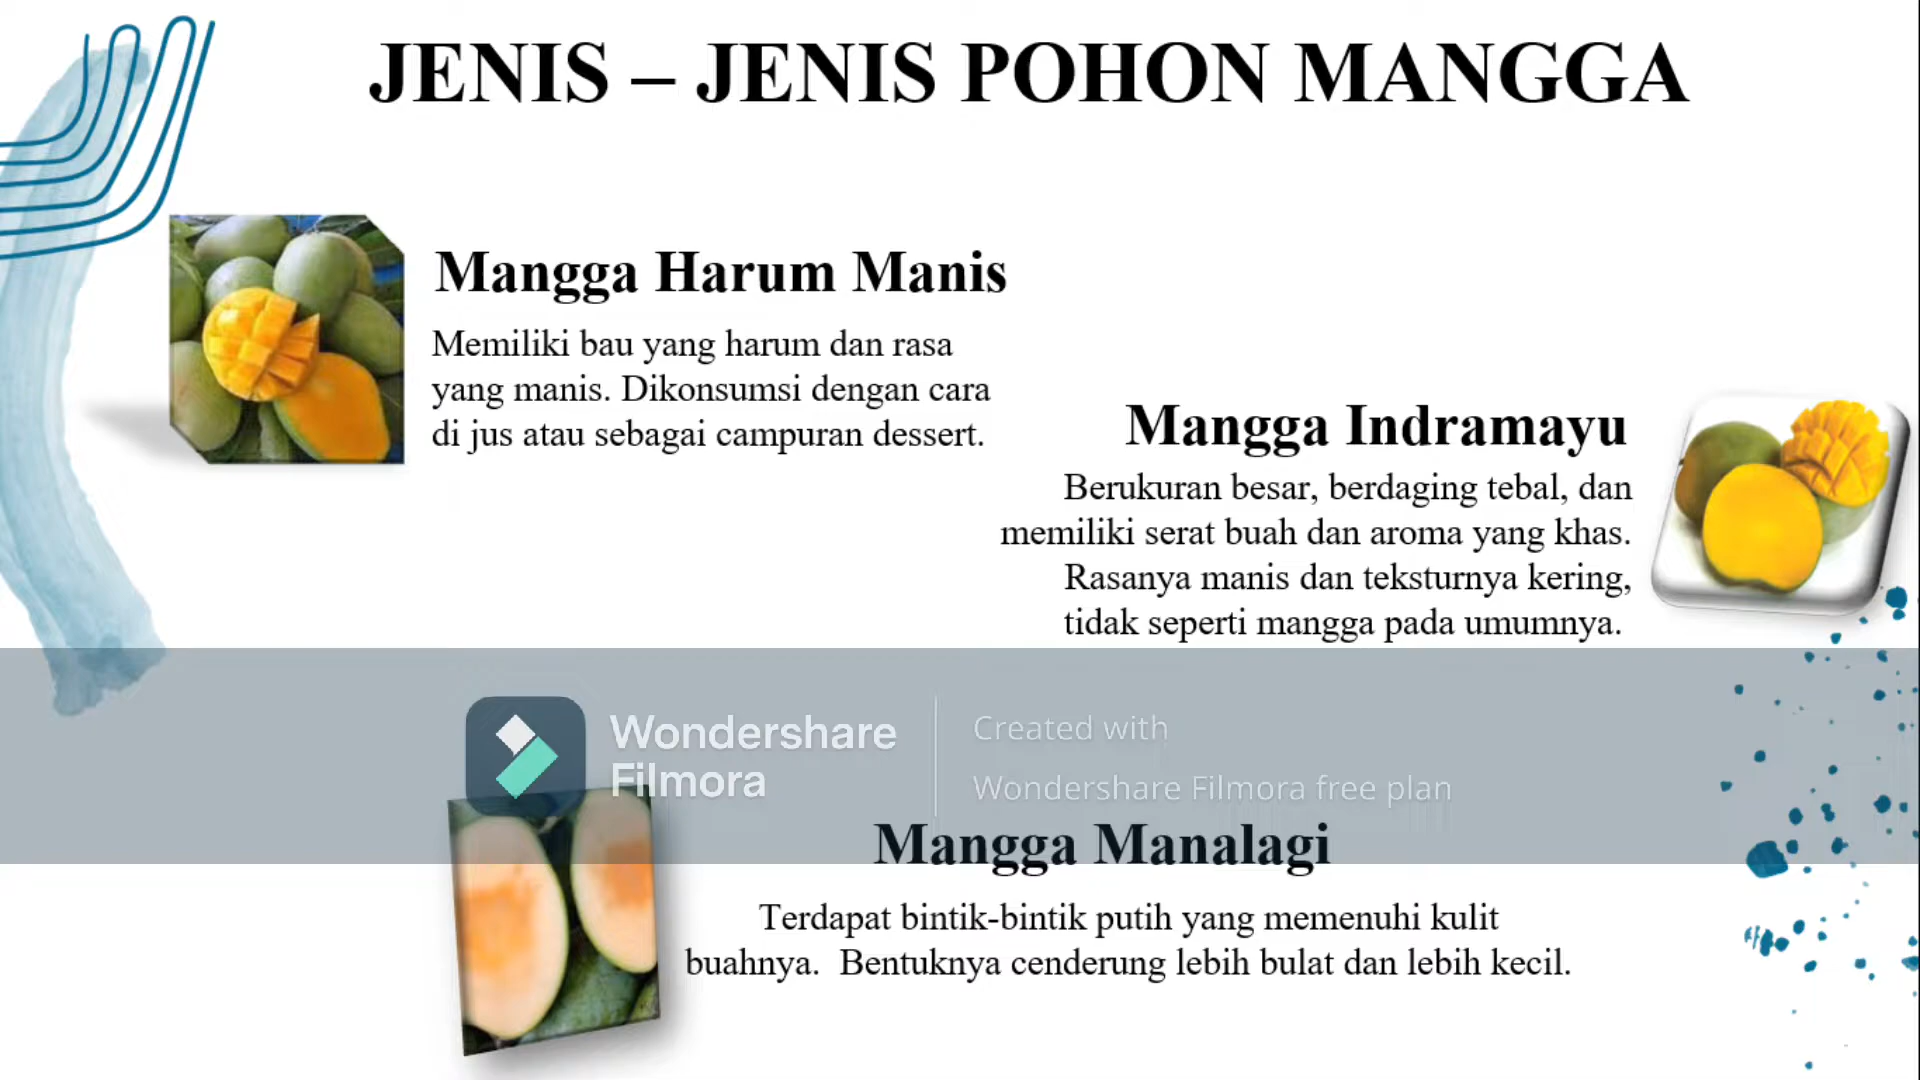 JENIS – JENIS POHON MANGGA
Mangga Harum Manis
Memiliki bau yang harum dan rasa
yang manis. Dikonsumsi dengan cara
di jus atau sebagai campuran dessert.
Mangga Indramayu
Berukuran besar, berdaging tebal, dan
memiliki serat buah dan aroma yang khas.
Rasanya manis dan teksturnya kering,
tidak seperti mangga pada umumnya.
Wondershare
Filmora
Created with
Wondershare Filmora free plan
Mangga Manalagi
Terdapat bintik-bintik putih yang memenuhi kulit
buahnya.  Bentuknya cenderung lebih bulat dan lebih kecil.